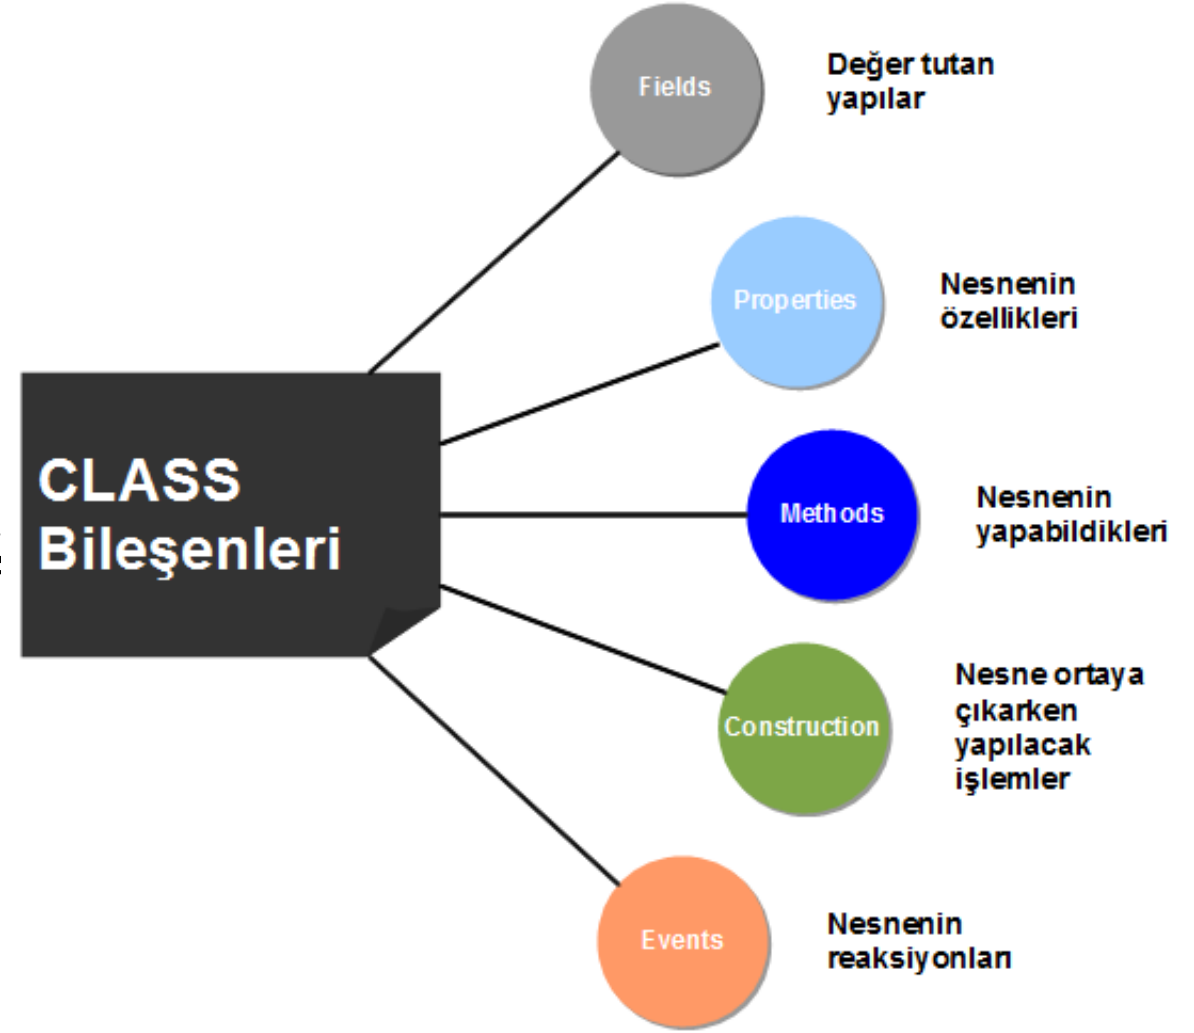 Fields
Değer tutan
yapılar
Properties
Nesnenin
özellikleri
CLASS
Bileşenleri
Methods
Nesnenin
yapabildikleri
Construction
Nesne ortaya
çıkarken
yapılacak
işlemler
Events
Nesnenin
reaksiyonları